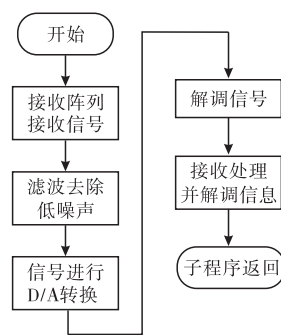 开始
接收阵列
接收信号
滤波去除
低噪声
信号进行
D/A转换
解调信号
接收处理
并解调信息
子程序返回